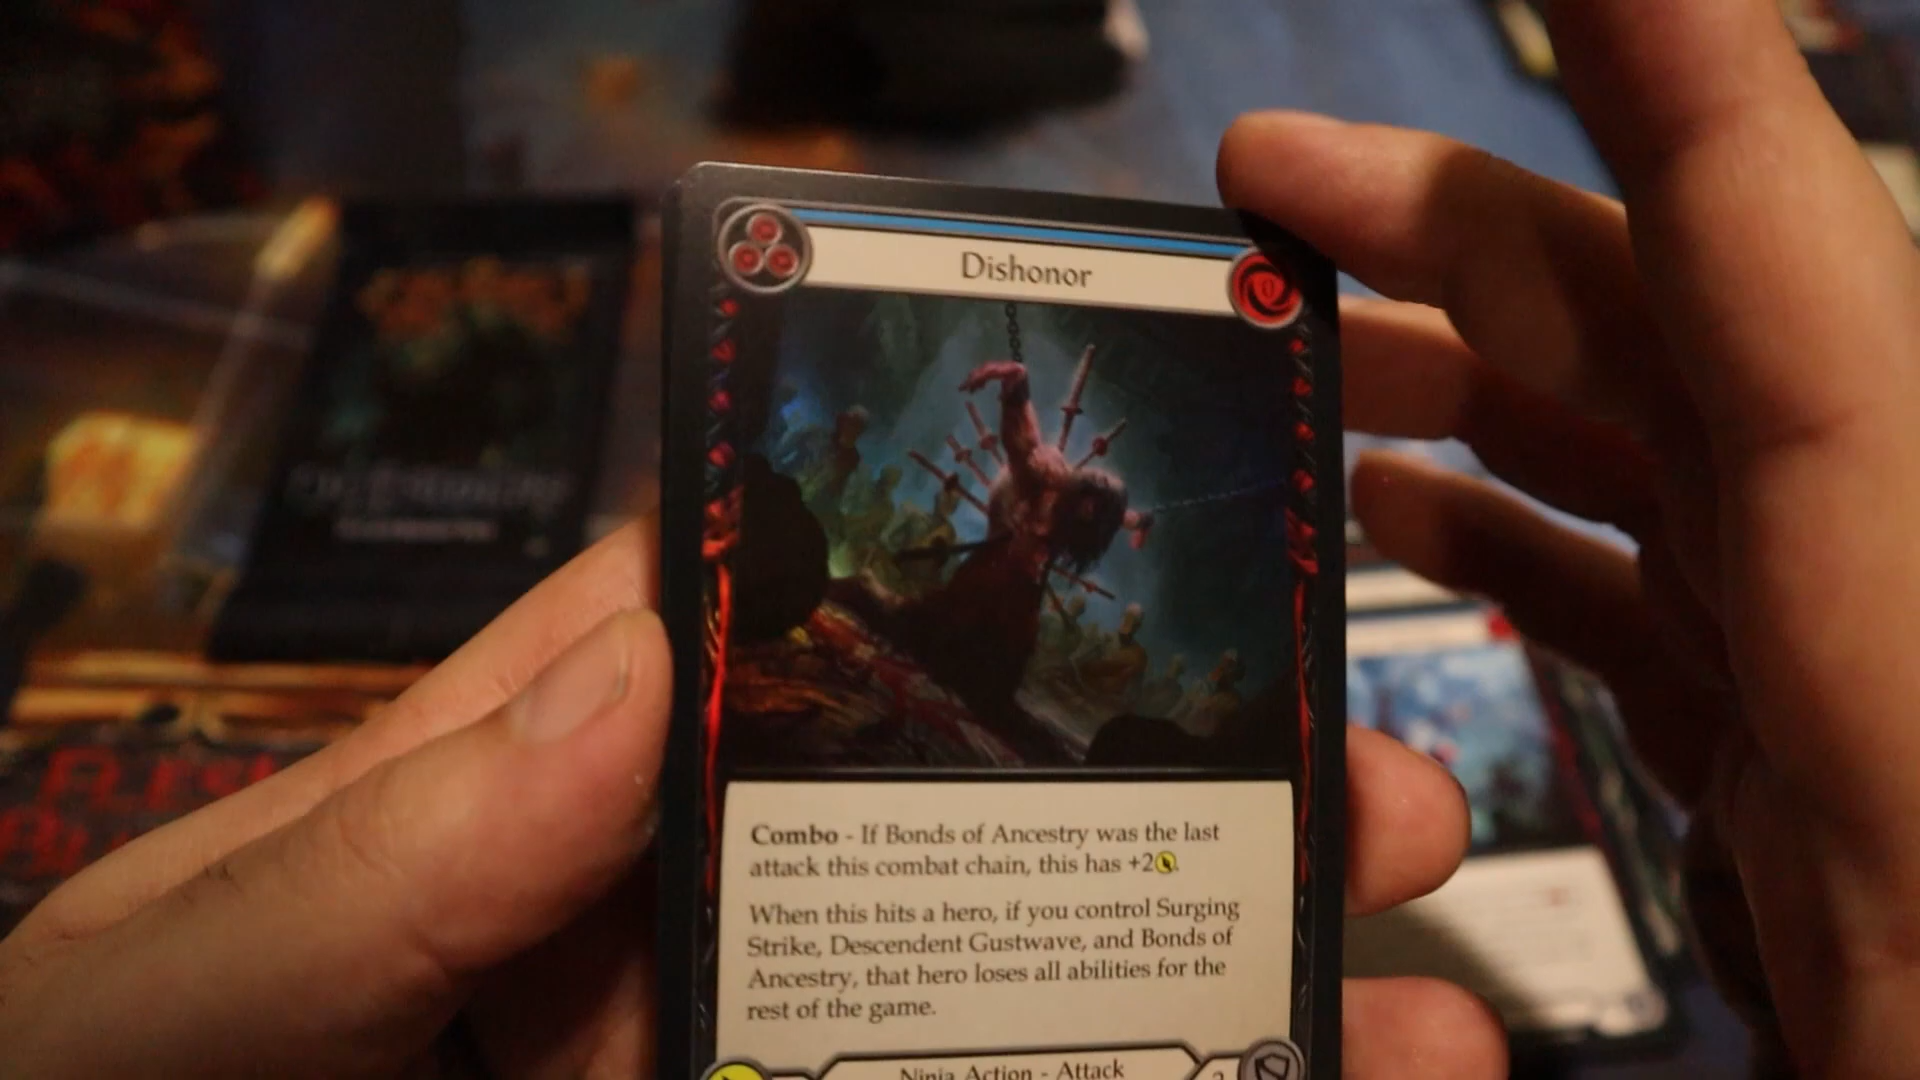 Dishonor
0
Combo - If Bonds of Ancestry was the last
attack this combat chain, this has +2
When this hits a hero, if you control Surging
Strike, Descendent Gustwave, and Bonds of
Ancestry, that hero loses all abilities for the
rest of the game.
Ninja Action - Attack